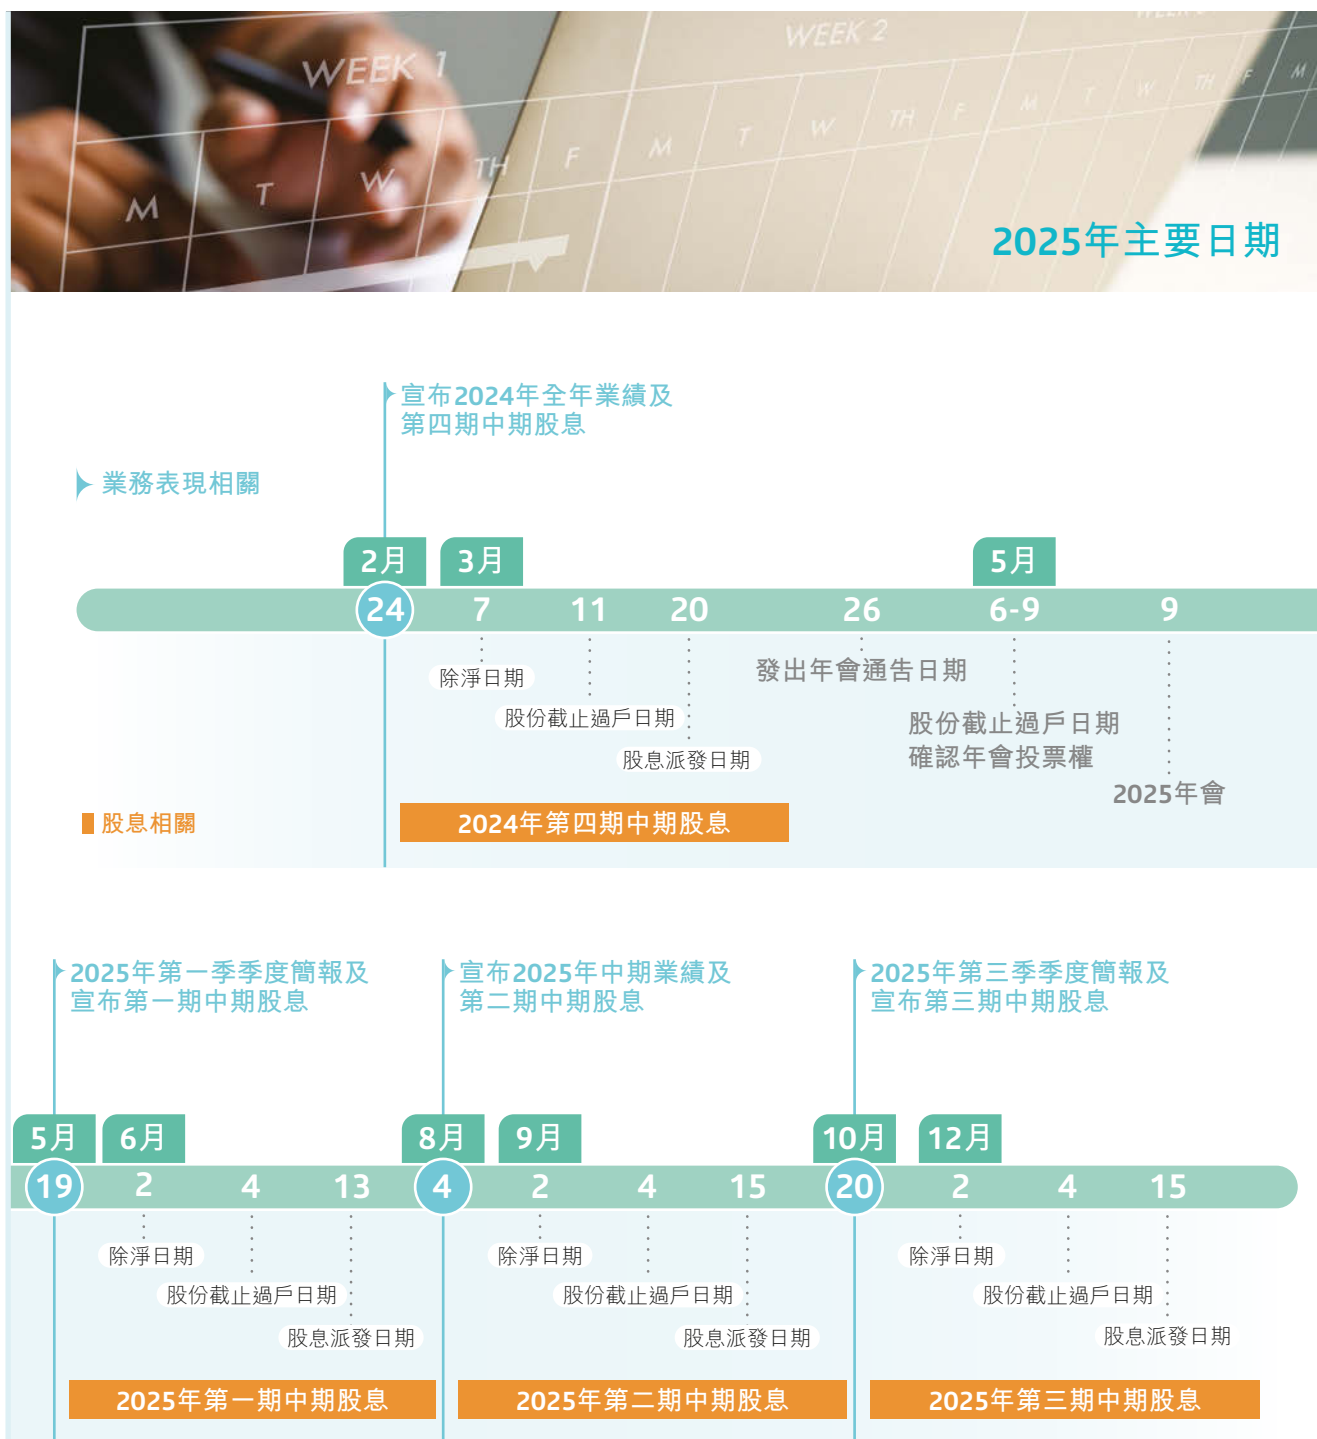 WEEK 1
WEEK 2
M T W TH F M T W TH F M T W TH F M
2025年主要日期
宣布2024年全年業績及
第四期中期股息
業務表現相關
2月 3月 5月
24 7 11 20 26 6-9 9
除淨日期
發出年會通告日期
股份截止過戶日期
股份截止過戶日期
確認年會投票權
股息派發日期
2025年會
股息相關
2024年第四期中期股息
2025年第一季季度簡報及
宣布第一期中期股息
宣布2025年中期業績及
第二期中期股息
2025年第三季季度簡報及
宣布第三期中期股息
5月 6月 8月 9月 10月 12月
19 2 4 13 4 2 4 15 20 2 4 15
除淨日期 除淨日期 除淨日期
股份截止過戶日期 股份截止過戶日期 股份截止過戶日期
股息派發日期 股息派發日期 股息派發日期
2025年第一期中期股息 2025年第二期中期股息 2025年第三期中期股息